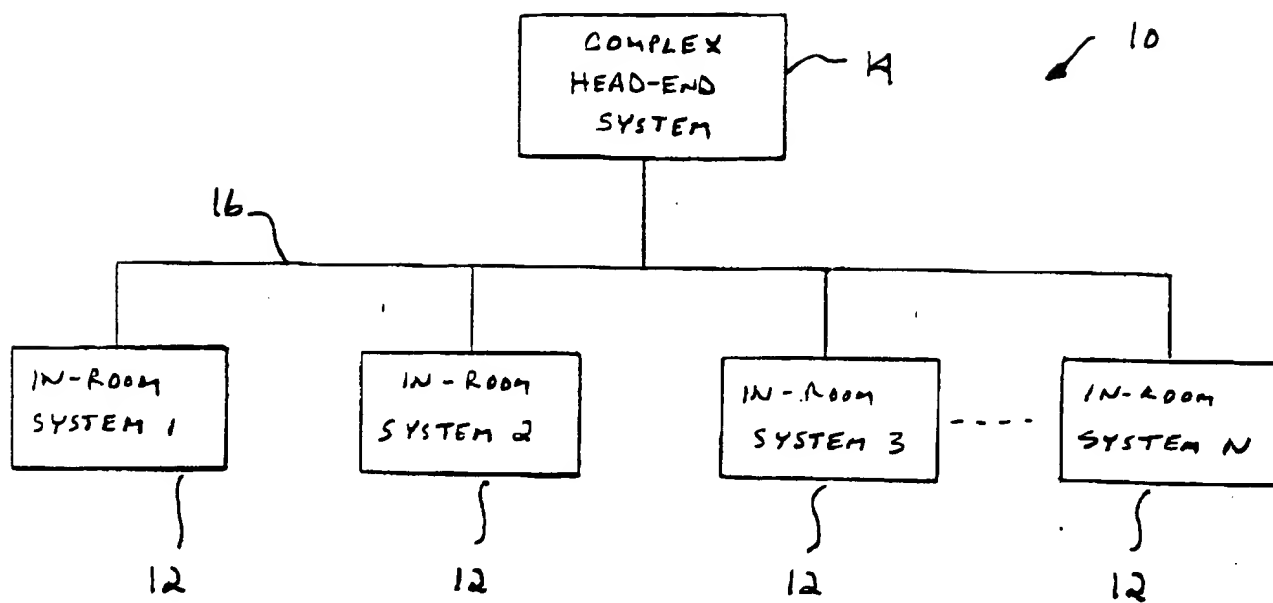 COMPLEX
HEAD-END
SYSTEM
14
10
16
IN-ROOM
SYSTEM 1
IN-ROOM
SYSTEM 2
IN-ROOM
SYSTEM 3
IN-ROOM
SYSTEM N
12
12
12
12